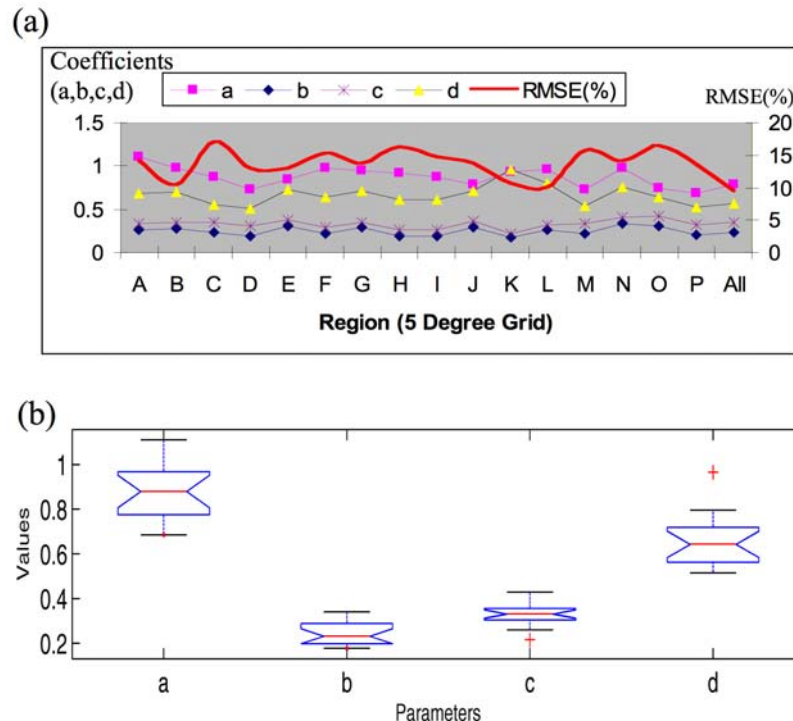 (a)
Coefficients
(a,b,c,d)
a b c d RMSE(%)
RMSE(%)
1.5
1
0.5
0
20
15
10
5
0
A B C D E F G H I J K L M N O P All
Region (5 Degree Grid)
(b)
1
0.8
0.6
0.4
0.2
Values
a b c d
Parameters